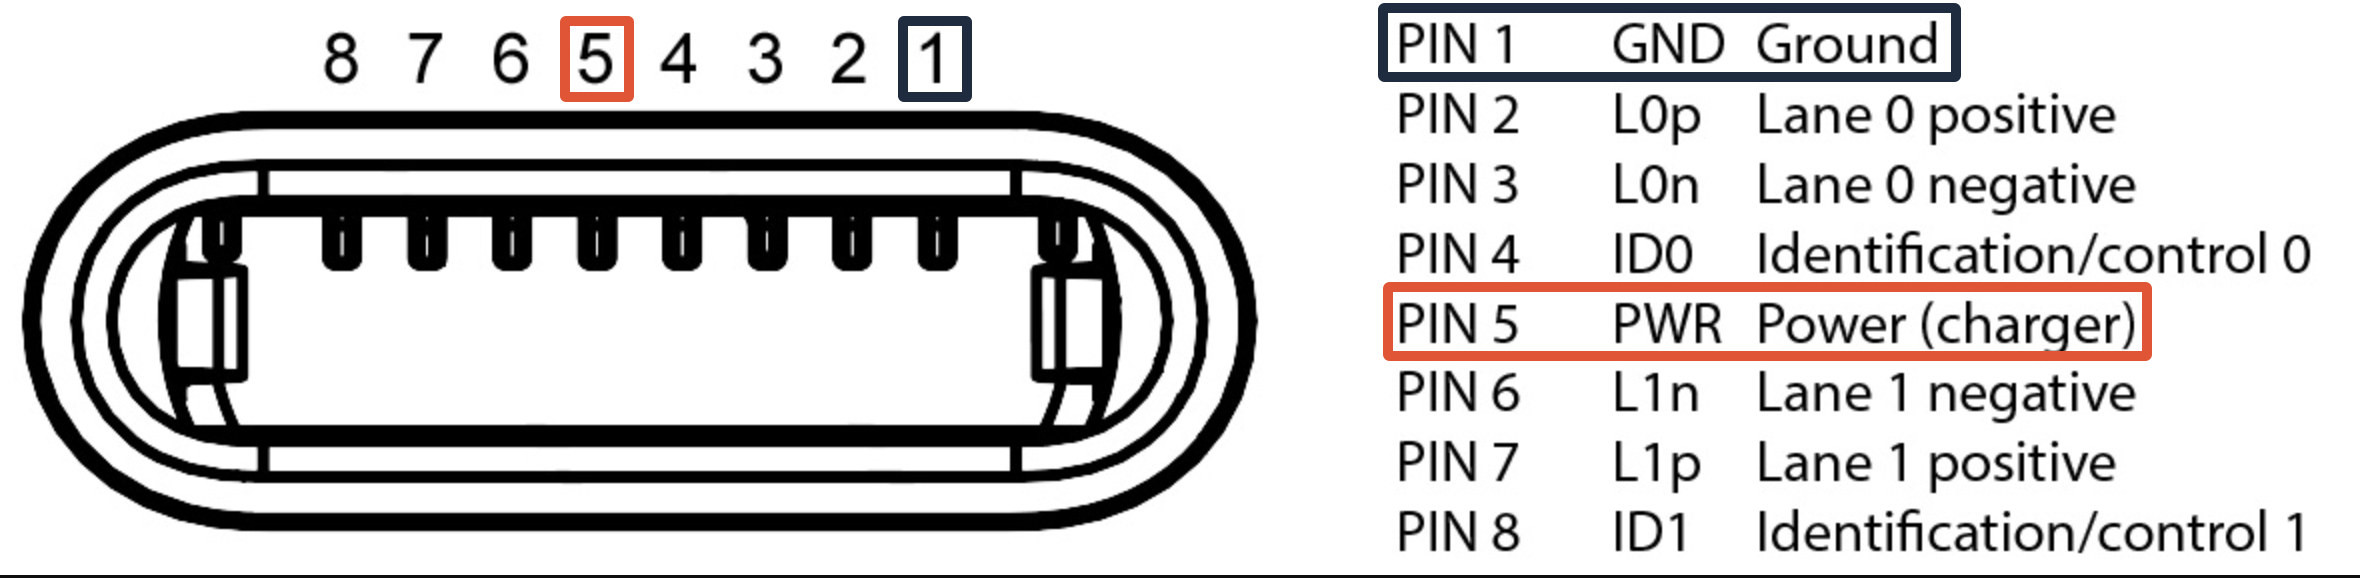 8 7 6 5 4 3 2 1
PIN 1 GND Ground
PIN 2 L0p Lane 0 positive
PIN 3 L0n Lane 0 negative
PIN 4 ID0 Identification/control 0
PIN 5 PWR Power (charger)
PIN 6 L1n Lane 1 negative
PIN 7 L1p Lane 1 positive
PIN 8 ID1 Identification/control 1